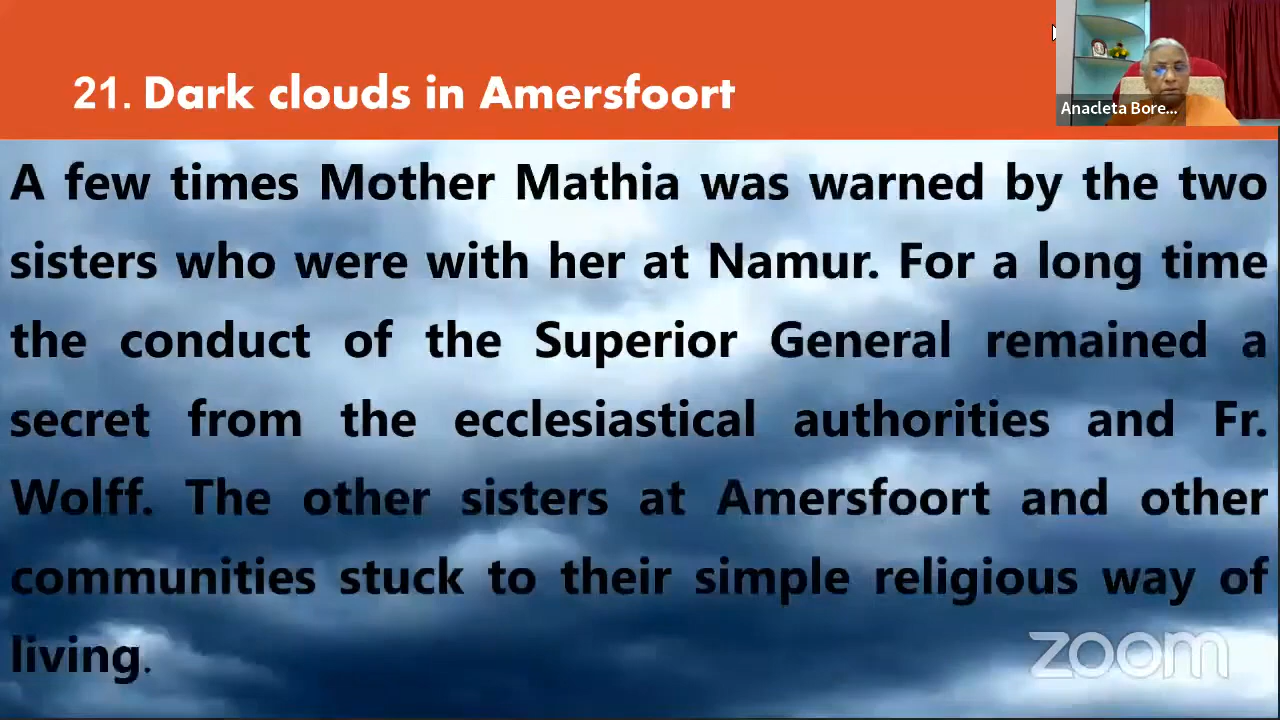 21. Dark clouds in Amersfoort
Anacleta Bore...
A few times Mother Mathia was warned by the two
sisters who were with her at Namur. For a long time
the conduct of the Superior General remained a
secret from the ecclesiastical authorities and Fr.
Wolff. The other sisters at Amersfoort and other
communities stuck to their simple religious way of
living.
zoom